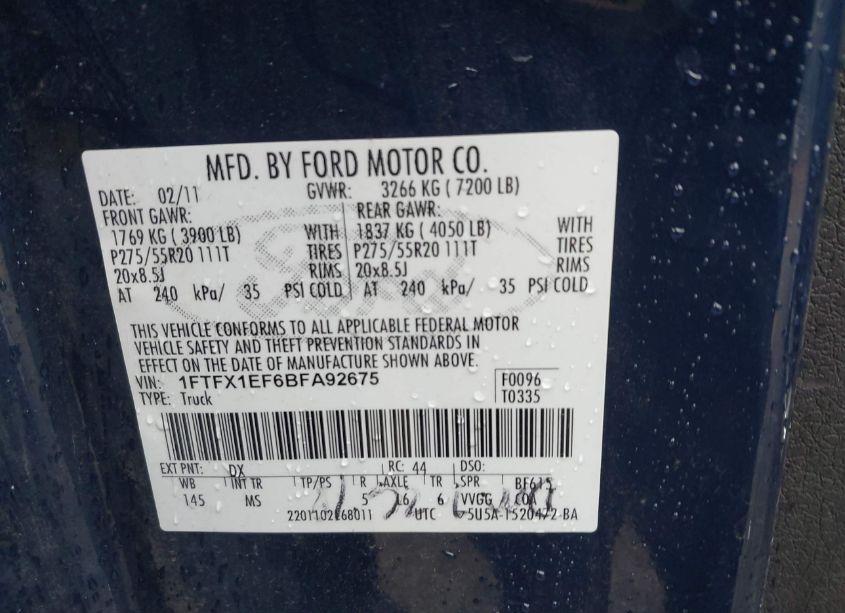 MFD. BY FORD MOTOR CO.
DATE: 02/11 GVWR: 3266 KG ( 7200 LB)
FRONT GAWR: REAR GAWR:
1769 KG ( 3900 LB) WITH 1837 KG ( 4050 LB) WITH
P275/55R20 111T TIRES P275/55R20 111T TIRES
20x8.5J RIMS 20x8.5J RIMS
AT 240 kPa/ 35 PSI COLD AT 240 kPa/ 35 PSI COLD
THIS VEHICLE CONFORMS TO ALL APPLICABLE FEDERAL MOTOR
VEHICLE SAFETY AND THEFT PREVENTION STANDARDS IN
EFFECT ON THE DATE OF MANUFACTURE SHOWN ABOVE.
VIN: 1FTFX1EF6BFA92675 F0096
TYPE: Truck T0335
EXT PNT: DX RC: 44 DSO:
WB INT TR TP/PS R AXLE TR SPR BF615
145 MS 5 L6 6 VVGG
UTC